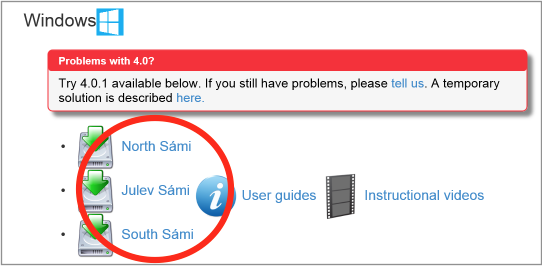 Windows
Problems with 4.0?
Try 4.0.1 available below. If you still have problems, please tell us. A temporary
solution is described here.
North Sámi
Julev Sámi
South Sámi
User guides
Instructional videos